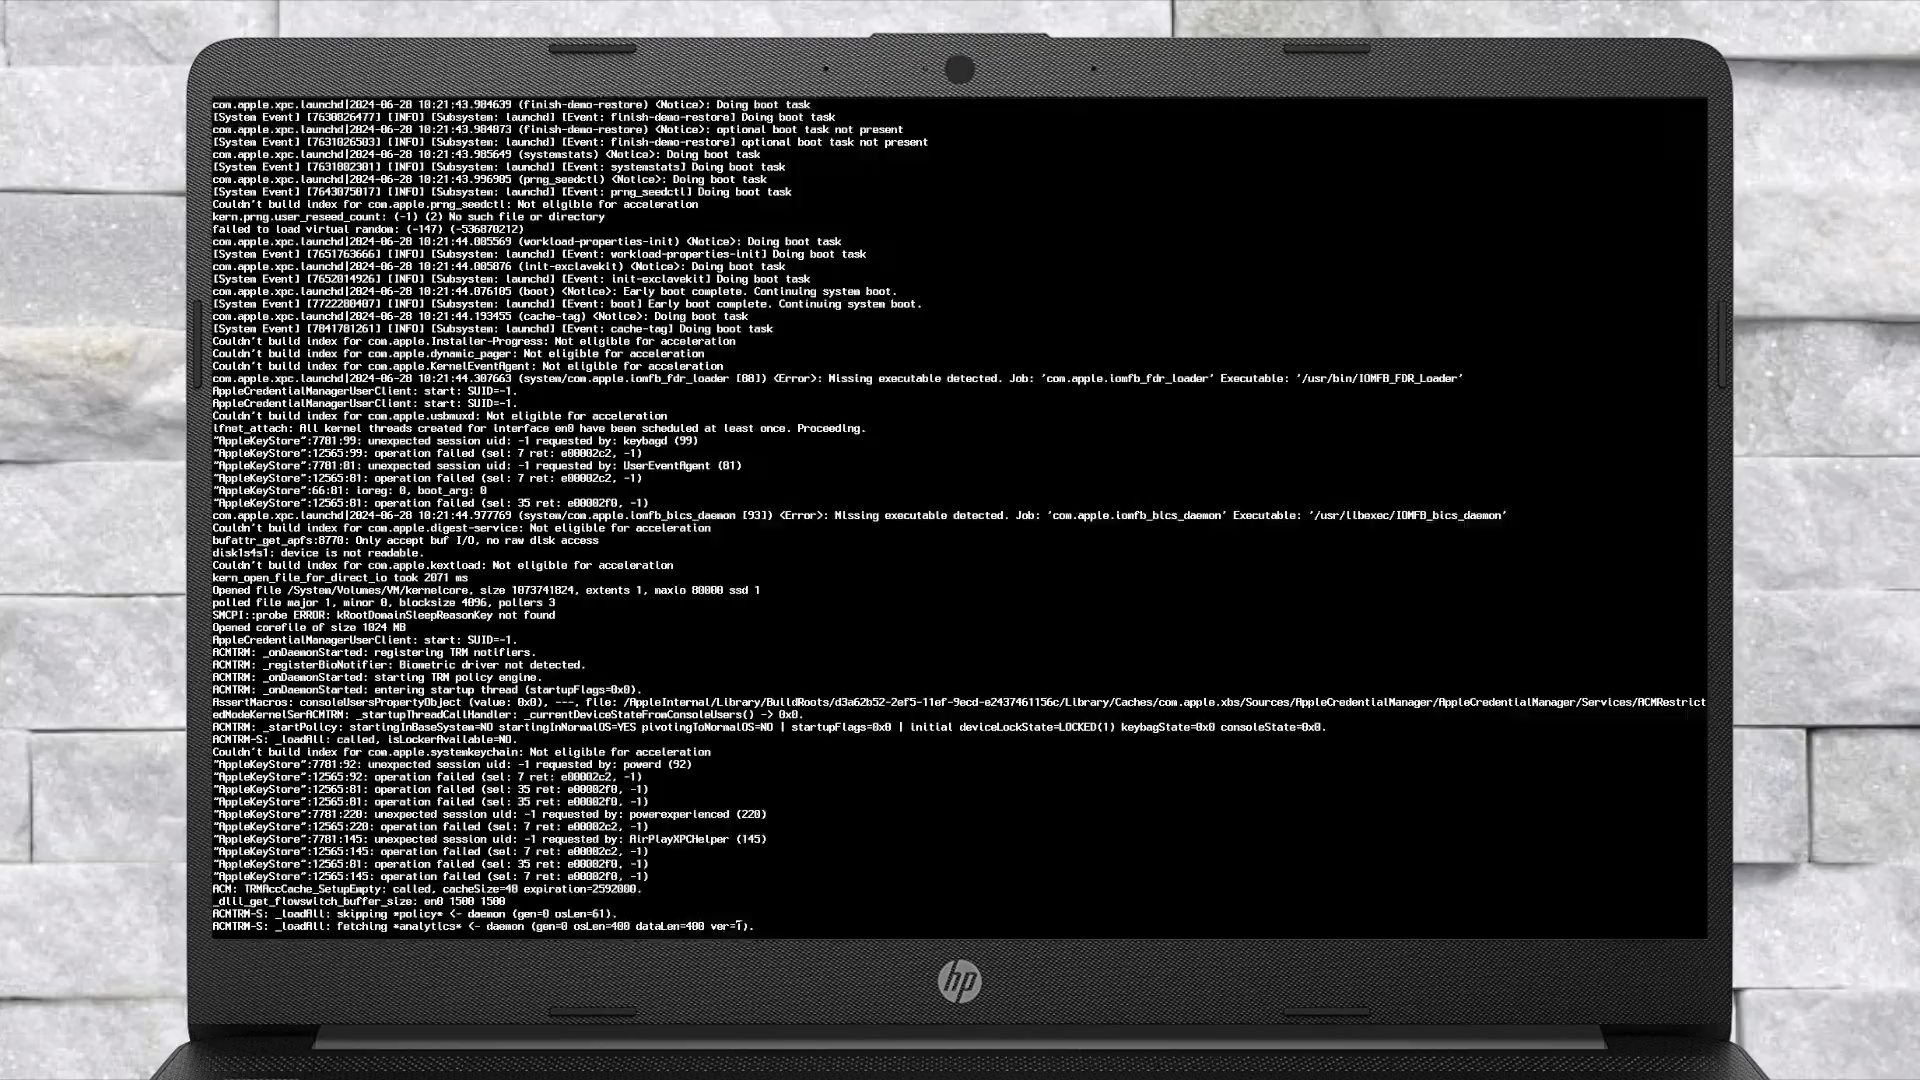 com.apple.xpc.launchd|2024-06-28 10:21:43.984639 (finish-demo-restore) <Notice>: Doing boot task
[System Event] [7630826477] [INFO] [Subsystem: launchd] [Event: finish-demo-restore] Doing boot task
com.apple.xpc.launchd|2024-06-28 10:21:43.984873 (finish-demo-restore) <Notice>: optional boot task not present
[System Event] [7631026503] [INFO] [Subsystem: launchd] [Event: finish-demo-restore] optional boot task not present
com.apple.xpc.launchd|2024-06-28 10:21:43.985649 (systemstats) <Notice>: Doing boot task
[System Event] [7631802301] [INFO] [Subsystem: launchd] [Event: systemstats] Doing boot task
com.apple.xpc.launchd|2024-06-28 10:21:43.996905 (prng_seedctl) <Notice>: Doing boot task
[System Event] [7643075017] [INFO] [Subsystem: launchd] [Event: prng_seedctl] Doing boot task
Couldn't build index for com.apple.prng_seedctl: Not eligible for acceleration
kern.prng.user_reseed_count: (-1) (2) No such file or directory
failed to load virtual random: (-147) (-536870212)
com.apple.xpc.launchd|2024-06-28 10:21:44.005569 (workload-properties-init) <Notice>: Doing boot task
[System Event] [7651763666] [INFO] [Subsystem: launchd] [Event: workload-properties-init] Doing boot task
com.apple.xpc.launchd|2024-06-28 10:21:44.005876 (init-exclavekit) <Notice>: Doing boot task
[System Event] [7652014926] [INFO] [Subsystem: launchd] [Event: init-exclavekit] Doing boot task
com.apple.xpc.launchd|2024-06-28 10:21:44.076105 (boot) <Notice>: Early boot complete. Continuing system boot.
[System Event] [7722280407] [INFO] [Subsystem: launchd] [Event: boot] Early boot complete. Continuing system boot.
com.apple.xpc.launchd|2024-06-28 10:21:44.193455 (cache-tag) <Notice>: Doing boot task
[System Event] [7841781261] [INFO] [Subsystem: launchd] [Event: cache-tag] Doing boot task
Couldn't build index for com.apple.Installer-Progress: Not eligible for acceleration
Couldn't build index for com.apple.dynamic_pager: Not eligible for acceleration
Couldn't build index for com.apple.KernelEventAgent: Not eligible for acceleration
com.apple.xpc.launchd|2024-06-28 10:21:44.307663 (system/com.apple.iomfb_fdr_loader [88]) <Error>: Missing executable detected. Job: 'com.apple.iomfb_fdr_loader' Executable: '/usr/bin/IOMFB_FDR_Loader'
AppleCredentialManagerUserClient: start: SUID=-1.
AppleCredentialManagerUserClient: start: SUID=-1.
Couldn't build index for com.apple.usbmuxd: Not eligible for acceleration
ifnet_attach: All kernel threads created for interface en0 have been scheduled at least once. Proceeding.
"AppleKeyStore":7781:99: unexpected session uid: -1 requested by: keybagd (99)
"AppleKeyStore":12565:99: operation failed (sel: 7 ret: e00002c2, -1)
"AppleKeyStore":7781:81: unexpected session uid: -1 requested by: UserEventAgent (81)
"AppleKeyStore":12565:81: operation failed (sel: 7 ret: e00002c2, -1)
"AppleKeyStore":66:81: ioreg: 0, boot_arg: 0
"AppleKeyStore":12565:81: operation failed (sel: 35 ret: e00002f0, -1)
com.apple.xpc.launchd|2024-06-28 10:21:44.977769 (system/com.apple.iomfb_bics_daemon [93]) <Error>: Missing executable detected. Job: 'com.apple.iomfb_bics_daemon' Executable: '/usr/libexec/IOMFB_bics_daemon'
Couldn't build index for com.apple.digest-service: Not eligible for acceleration
bufattr_get_apfs:8770: Only accept buf I/O, no raw disk access
disk1s4s1: device is not readable.
Couldn't build index for com.apple.kextload: Not eligible for acceleration
kern_open_file_for_direct_io took 2071 ms
Opened file /System/Volumes/VM/kernelcore, size 1073741824, extents 1, maxio 80000 ssd 1
polled file major 1, minor 0, blocksize 4096, pollers 3
SMCPI::probe ERROR: kRootDomainSleepReasonKey not found
Opened corefile of size 1024 MB
AppleCredentialManagerUserClient: start: SUID=-1.
ACMTRM: _onDaemonStarted: registering TRM notifiers.
ACMTRM: _registerBioNotifier: Biometric driver not detected.
ACMTRM: _onDaemonStarted: starting TRM policy engine.
ACMTRM: _onDaemonStarted: entering startup thread (startupFlags=0x0).
AssertMacros: consoleUsersPropertyObject (value: 0x0), ---, file: /AppleInternal/Library/BuildRoots/d3a62b52-2ef5-11ef-9ecd-e2437461156c/Library/Caches/com.apple.xbs/Sources/AppleCredentialManager/AppleCredentialManager/Services/ACMRestrict
edModeKernelSerACMTRM: _startupThreadCallHandler: _currentDeviceStateFromConsoleUsers() -> 0x0.
ACMTRM: _startPolicy: startingInBaseSystem=NO startingInNormalOS=YES pivotingToNormalOS=NO | startupFlags=0x0 | initial deviceLockState=LOCKED(1) keybagState=0x0 consoleState=0x0.
ACMTRM-S: _loadAll: called, isLockerAvailable=NO.
Couldn't build index for com.apple.systemkeychain: Not eligible for acceleration
"AppleKeyStore":7781:92: unexpected session uid: -1 requested by: powerd (92)
"AppleKeyStore":12565:92: operation failed (sel: 7 ret: e00002c2, -1)
"AppleKeyStore":12565:81: operation failed (sel: 35 ret: e00002f0, -1)
"AppleKeyStore":12565:81: operation failed (sel: 35 ret: e00002f0, -1)
"AppleKeyStore":7781:220: unexpected session uid: -1 requested by: powerexperienced (220)
"AppleKeyStore":12565:220: operation failed (sel: 7 ret: e00002c2, -1)
"AppleKeyStore":7781:145: unexpected session uid: -1 requested by: AirPlayXPCHelper (145)
"AppleKeyStore":12565:145: operation failed (sel: 7 ret: e00002c2, -1)
"AppleKeyStore":12565:81: operation failed (sel: 35 ret: e00002f0, -1)
"AppleKeyStore":12565:145: operation failed (sel: 7 ret: e00002c2, -1)
ACM: TRMAccCache_SetupEmpty: called, cacheSize=40 expiration=2592000.
_dlil_get_flowswitch_buffer_size: en0 1500 1500
ACMTRM-S: _loadAll: skipping *policy* <- daemon (gen=0 osLen=61).
ACMTRM-S: _loadAll: fetching *analytics* <- daemon (gen=0 osLen=400 dataLen=400 ver=1).
hp